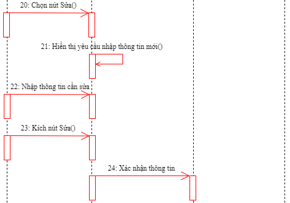 20: Chọn nút Sửa()
21: Hiển thị yêu cầu nhập thông tin mới()
22: Nhập thông tin cần sửa
23: Kích nút Sửa()
24: Xác nhận thông tin